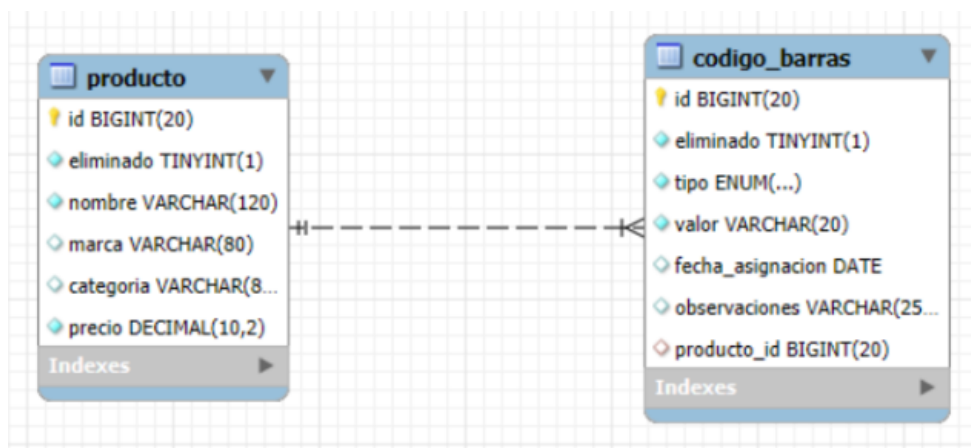 producto
id BIGINT(20)
eliminado TINYINT(1)
nombre VARCHAR(120)
marca VARCHAR(80)
categoria VARCHAR(8...
precio DECIMAL(10,2)
Indexes
codigo_barras
id BIGINT(20)
eliminado TINYINT(1)
tipo ENUM(...)
valor VARCHAR(20)
fecha_asignacion DATE
observaciones VARCHAR(25...
producto_id BIGINT(20)
Indexes